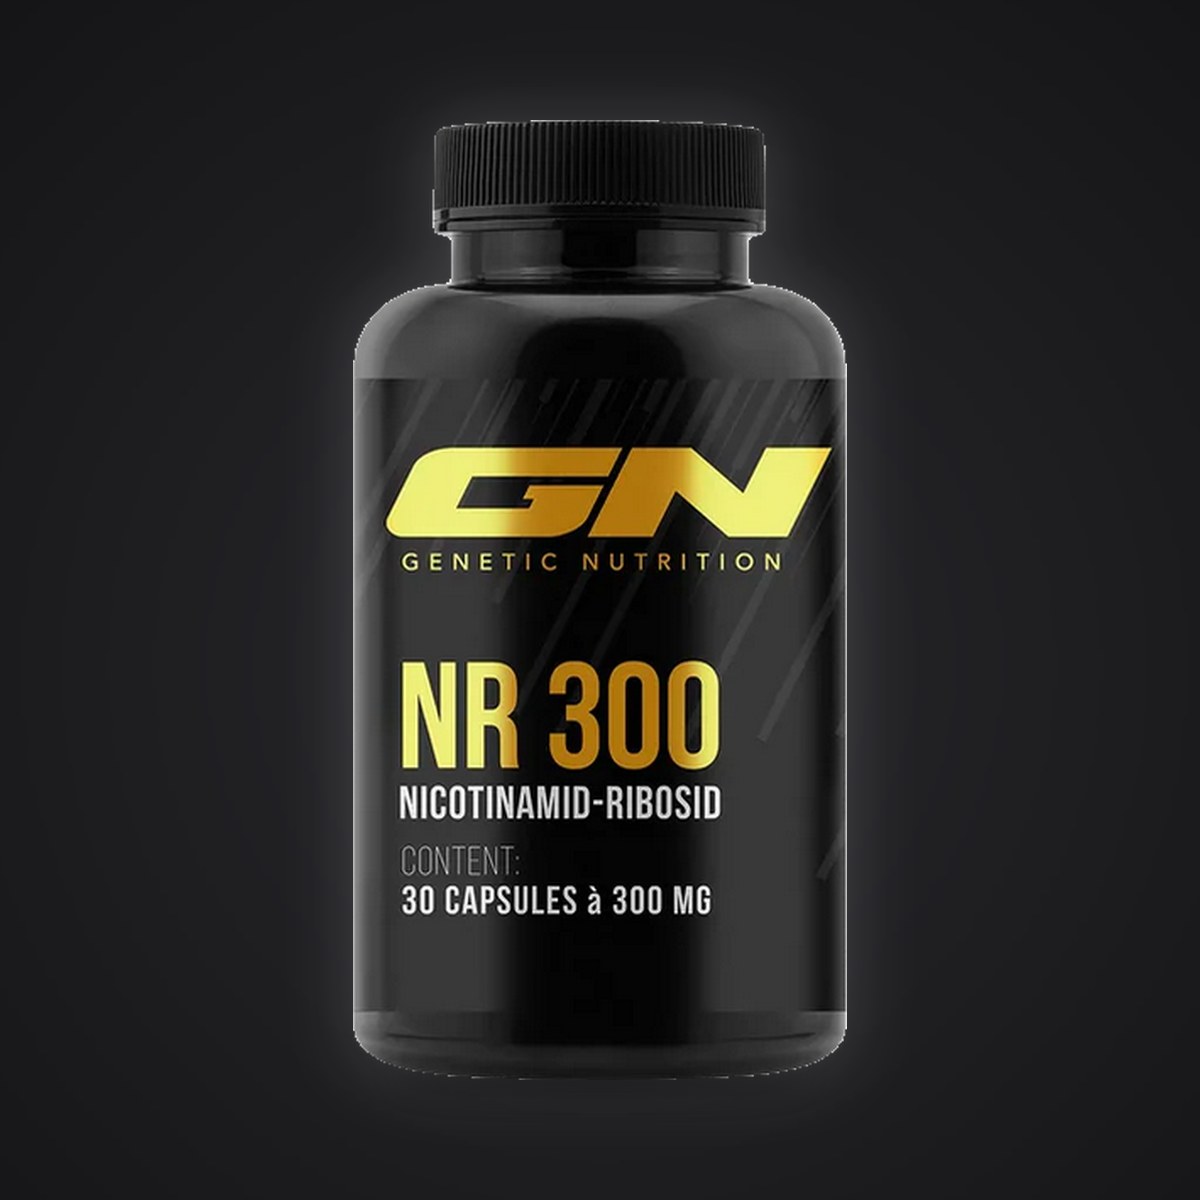 GN
GENETIC NUTRITION
NR 300
NICOTINAMID-RIBOSID
CONTENT:
30 CAPSULES à 300 MG